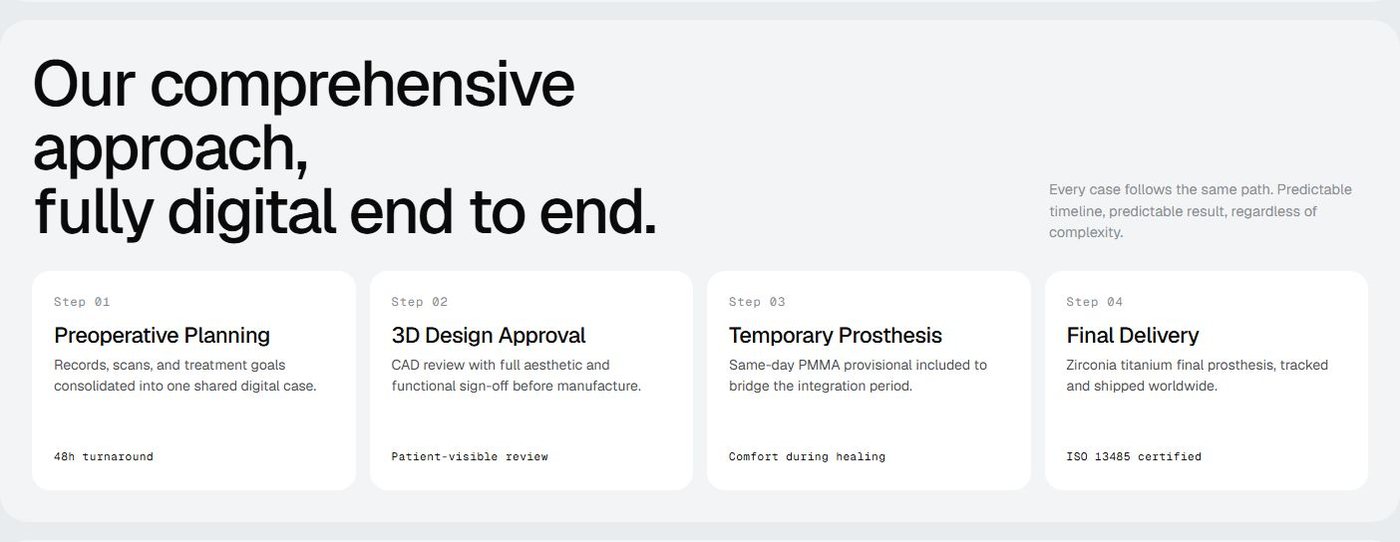 Our comprehensive
approach,
fully digital end to end.
Every case follows the same path. Predictable
timeline, predictable result, regardless of
complexity.
Step 01
Preoperative Planning
Records, scans, and treatment goals
consolidated into one shared digital case.
48h turnaround
Step 02
3D Design Approval
CAD review with full aesthetic and
functional sign-off before manufacture.
Patient-visible review
Step 03
Temporary Prosthesis
Same-day PMMA provisional included to
bridge the integration period.
Comfort during healing
Step 04
Final Delivery
Zirconia titanium final prosthesis, tracked
and shipped worldwide.
ISO 13485 certified